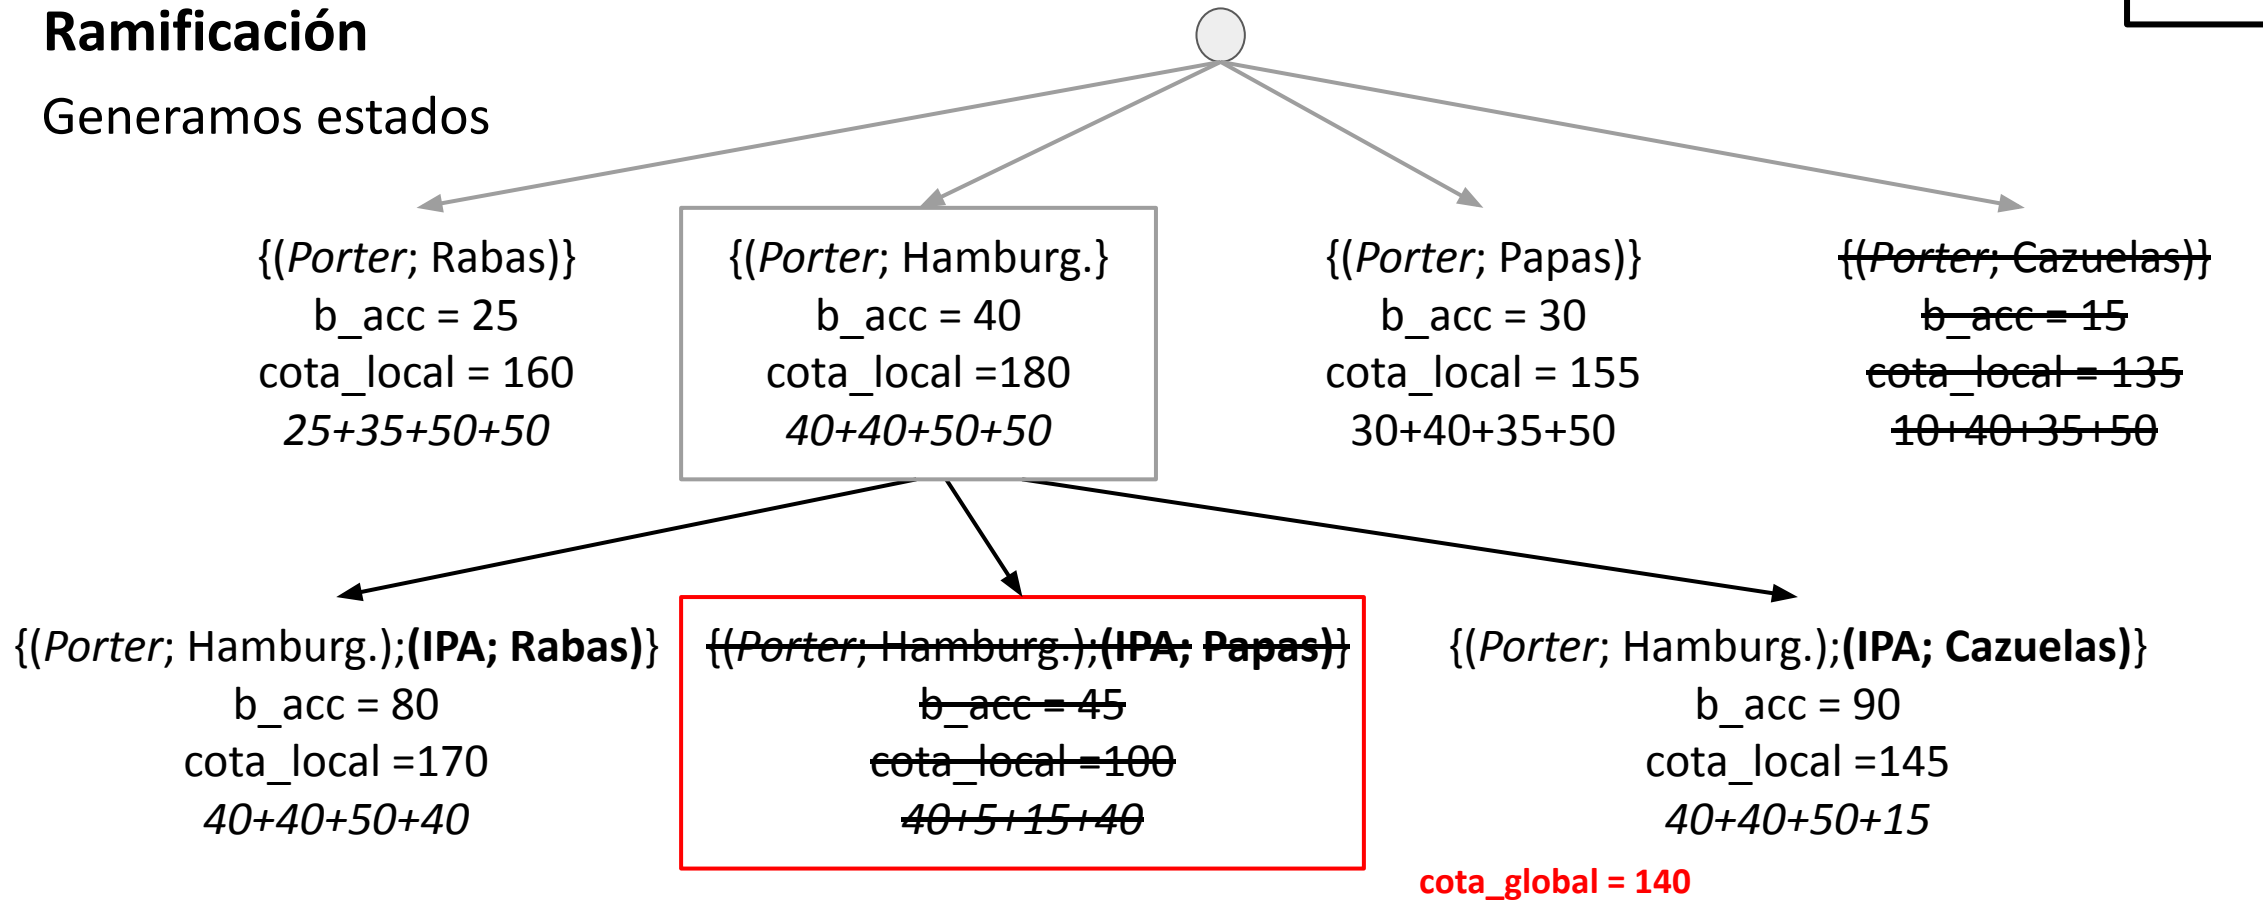 Ramificación
Generamos estados
{(Porter; Rabas)}
b_acc = 25
cota_local = 160
25+35+50+50
{(Porter; Hamburg.}
b_acc = 40
cota_local =180
40+40+50+50
{(Porter; Papas)}
b_acc = 30
cota_local = 155
30+40+35+50
{(Porter; Cazuelas)}
b_acc = 15
cota_local = 135
10+40+35+50
{(Porter; Hamburg.);(IPA; Rabas)}
b_acc = 80
cota_local =170
40+40+50+40
{(Porter; Hamburg.);(IPA; Papas)}
b_acc = 45
cota_local =100
40+5+15+40
{(Porter; Hamburg.);(IPA; Cazuelas)}
b_acc = 90
cota_local =145
40+40+50+15
cota_global = 140